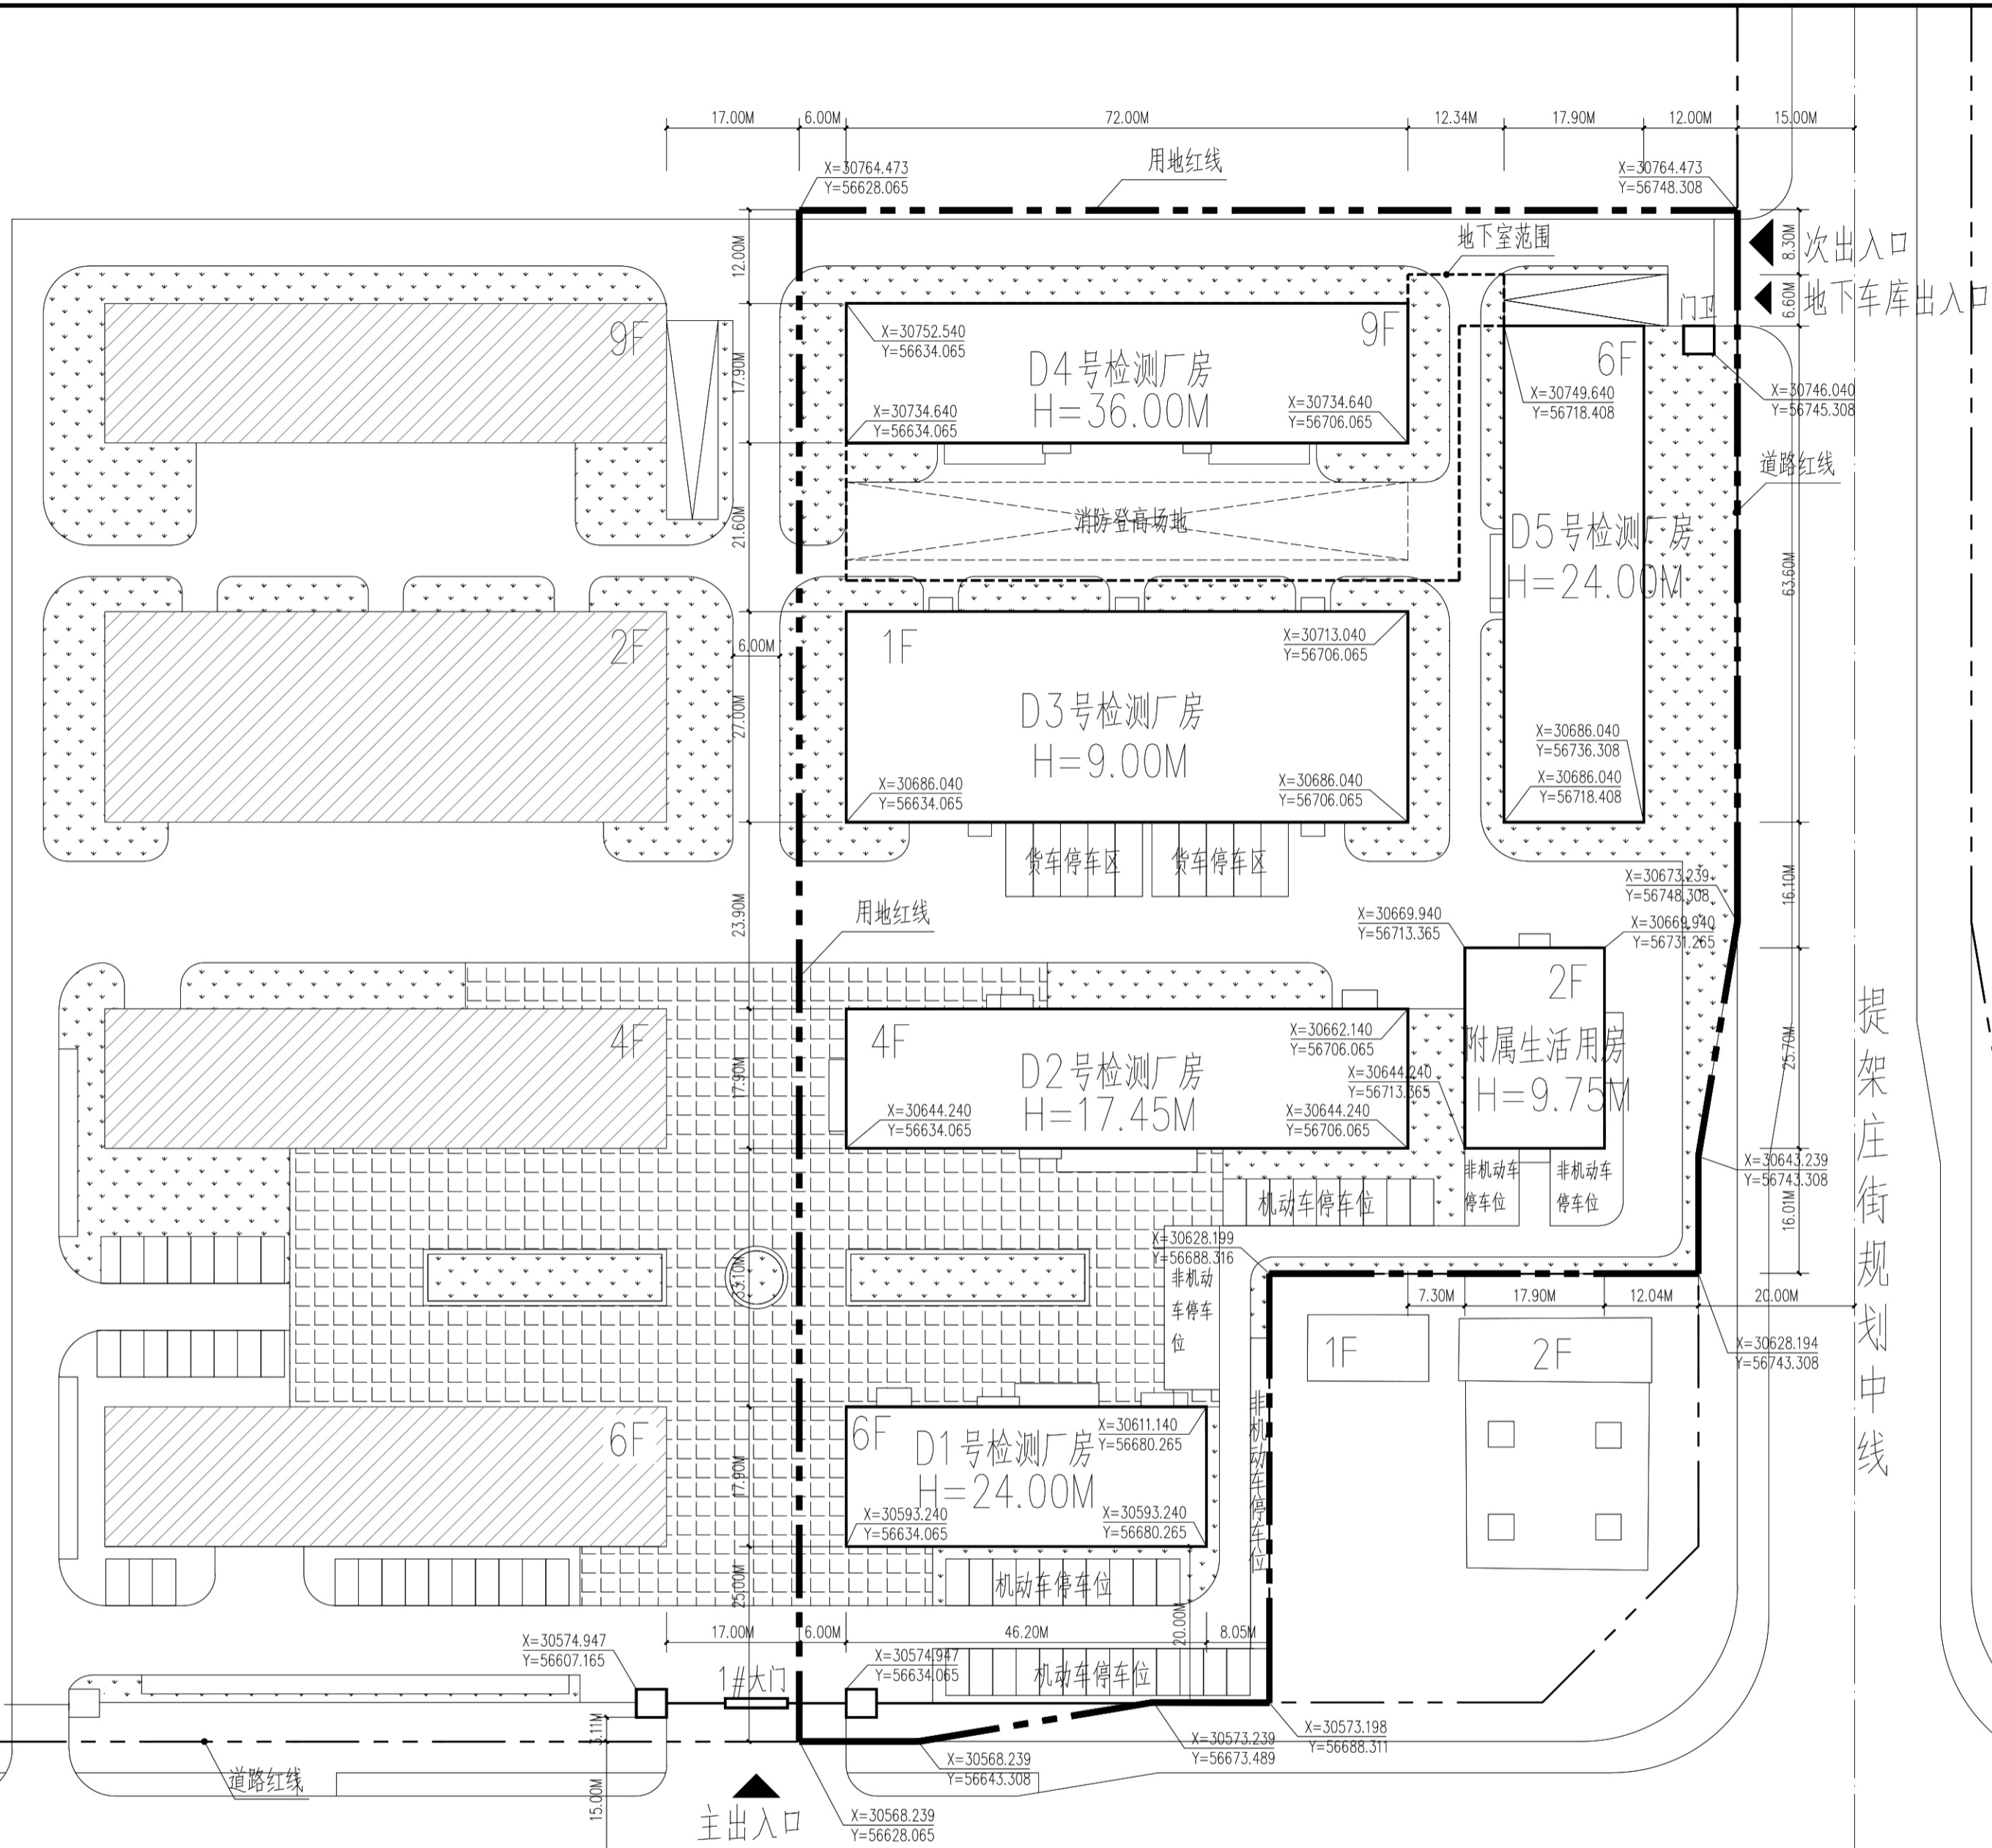 17.00M
6.00M
72.00M
12.34M
17.90M
12.00M
15.00M
X=30764.473
Y=56628.065
用地红线
X=30764.473
Y=56748.308
地下室范围
8.30M
次出入口
6.60M
地下车库出入口
门卫
12.00M
9F
X=30752.540
Y=56634.065
9F
D4号检测厂房
H=36.00M
17.90M
X=30734.640
Y=56634.065
X=30734.640
Y=56706.065
6F
X=30749.640
Y=56718.408
X=30746.040
Y=56745.308
道路红线
21.60M
消防登高场地
D5号检测厂房
H=24.00M
63.60M
2F
6.00M
1F
X=30713.040
Y=56706.065
D3号检测厂房
H=9.00M
27.00M
X=30686.040
Y=56634.065
X=30686.040
Y=56706.065
X=30686.040
Y=56736.308
X=30686.040
Y=56718.408
货车停车区
货车停车区
23.90M
用地红线
X=30673.239
Y=56748.308
16.10M
X=30669.940
Y=56713.365
X=30669.940
Y=56731.265
4F
4F
X=30662.140
Y=56706.065
D2号检测厂房
H=17.45M
17.90M
X=30644.240
Y=56634.065
X=30644.240
Y=56706.065
2F
附属生活用房
H=9.75M
X=30644.240
Y=56713.365
25.70M
提架庄街规划中线
X=30643.239
Y=56743.308
16.01M
机动车停车位
非机动车
停车位
非机动车
停车位
X=30628.199
Y=56688.316
非机动
车停车
位
33.10M
7.30M
17.90M
12.04M
20.00M
X=30628.194
Y=56743.308
1F
2F
6F
6F
X=30611.140
Y=56680.265
D1号检测厂房
H=24.00M
17.90M
X=30593.240
Y=56634.065
X=30593.240
Y=56680.265
非机动车停车位
25.00M
机动车停车位
20.00M
17.00M
6.00M
46.20M
8.05M
X=30574.947
Y=56607.165
1#大门
X=30574.947
Y=56634.065
机动车停车位
3.11M
X=30573.198
Y=56688.311
X=30573.239
Y=56673.489
X=30568.239
Y=56643.308
道路红线
15.00M
主出入口
X=30568.239
Y=56628.065